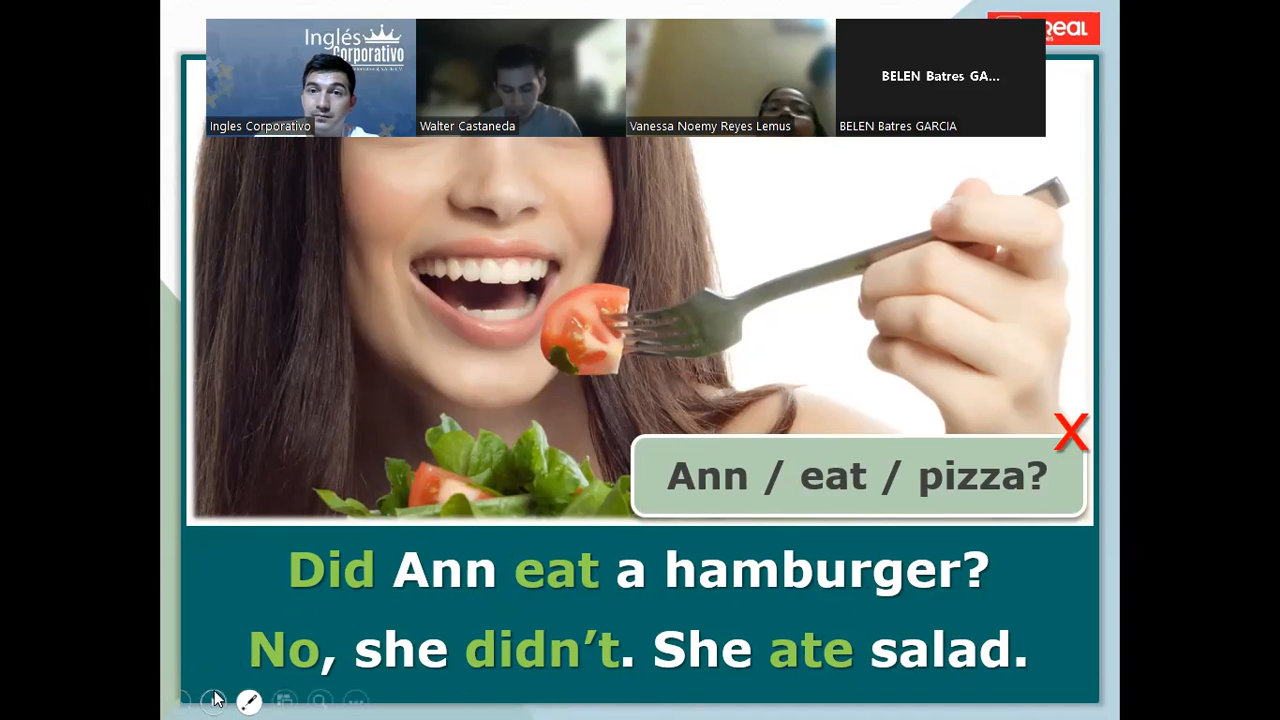 Inglés
Corporativo
Real
BELEN Batres GA...
Ingles Corporativo
Walter Castaneda
Vanessa Noemy Reyes Lemus
BELEN Batres GARCIA
X
Ann / eat / pizza?
Did Ann eat a hamburger?
No, she didn’t. She ate salad.